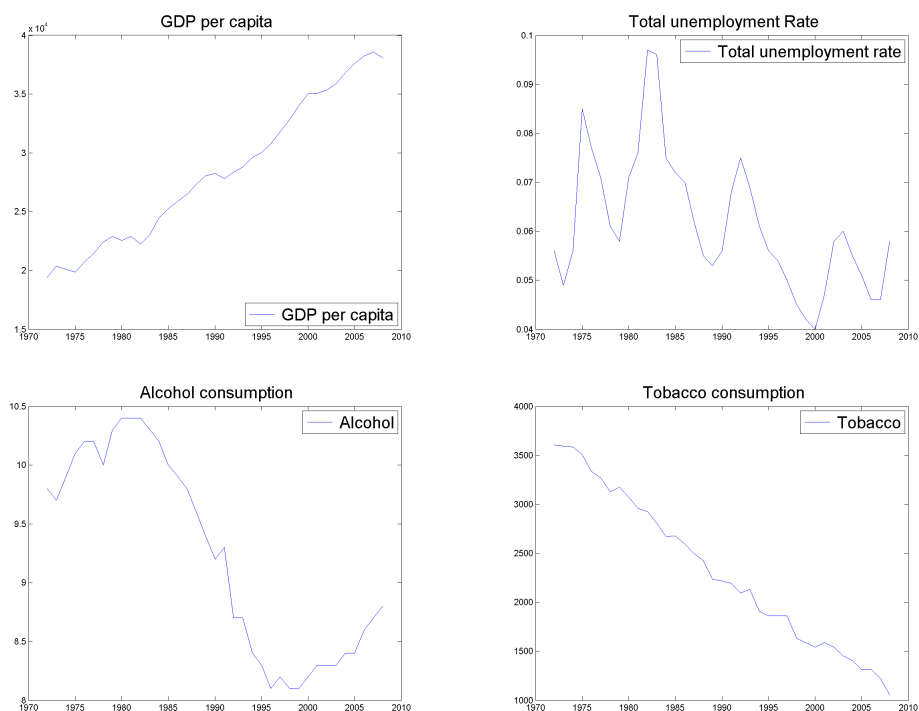 GDP per capita
x 10⁴
4
3.5
3
2.5
2
1.5
1970 1975 1980 1985 1990 1995 2000 2005 2010
GDP per capita
Total unemployment Rate
0.1
0.09
0.08
0.07
0.06
0.05
0.04
1970 1975 1980 1985 1990 1995 2000 2005 2010
Total unemployment rate
Alcohol consumption
10.5
10
9.5
9
8.5
8
1970 1975 1980 1985 1990 1995 2000 2005 2010
Alcohol
Tobacco consumption
4000
3500
3000
2500
2000
1500
1000
1970 1975 1980 1985 1990 1995 2000 2005 2010
Tobacco